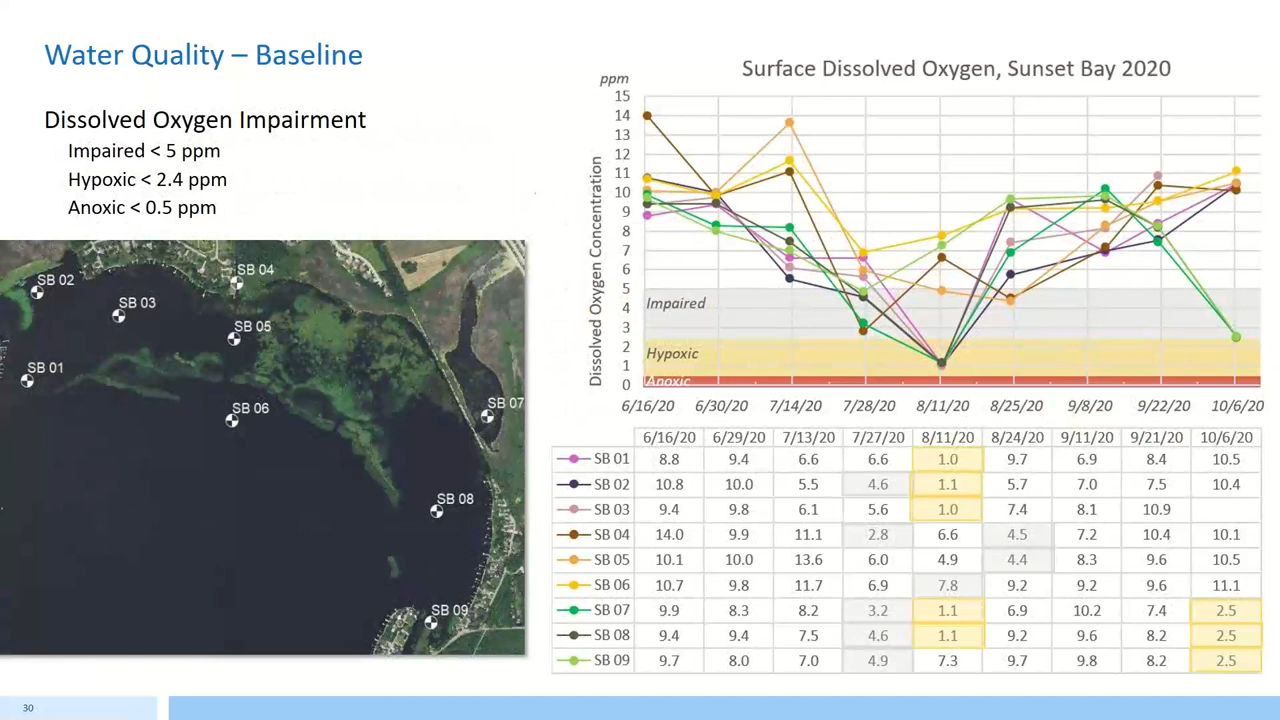 Water Quality – Baseline
Dissolved Oxygen Impairment
Impaired < 5 ppm
Hypoxic < 2.4 ppm
Anoxic < 0.5 ppm
SB 02
SB 04
SB 03
SB 05
SB 01
SB 06
SB 07
SB 08
SB 09
Surface Dissolved Oxygen, Sunset Bay 2020
ppm
Dissolved Oxygen Concentration
15
14
13
12
11
10
9
8
7
6
5
4
3
2
1
0
Impaired
Hypoxic
Anoxic
6/16/20 6/30/20 7/14/20 7/28/20 8/11/20 8/25/20 9/8/20 9/22/20 10/6/20
6/16/20 6/29/20 7/13/20 7/27/20 8/11/20 8/24/20 9/11/20 9/21/20 10/6/20
SB 01 8.8 9.4 6.6 6.6 1.0 9.7 6.9 8.4 10.5
SB 02 10.8 10.0 5.5 4.6 1.1 5.7 7.0 7.5 10.4
SB 03 9.4 9.8 6.1 5.6 1.0 7.4 8.1 10.9
SB 04 14.0 9.9 11.1 2.8 6.6 4.5 7.2 10.4 10.1
SB 05 10.1 10.0 13.6 6.0 4.9 4.4 8.3 9.6 10.5
SB 06 10.7 9.8 11.7 6.9 7.8 9.2 9.2 9.6 11.1
SB 07 9.9 8.3 8.2 3.2 1.1 6.9 10.2 7.4 2.5
SB 08 9.4 9.4 7.5 4.6 1.1 9.2 9.6 8.2 2.5
SB 09 9.7 8.0 7.0 4.9 7.3 9.7 9.8 8.2 2.5
30